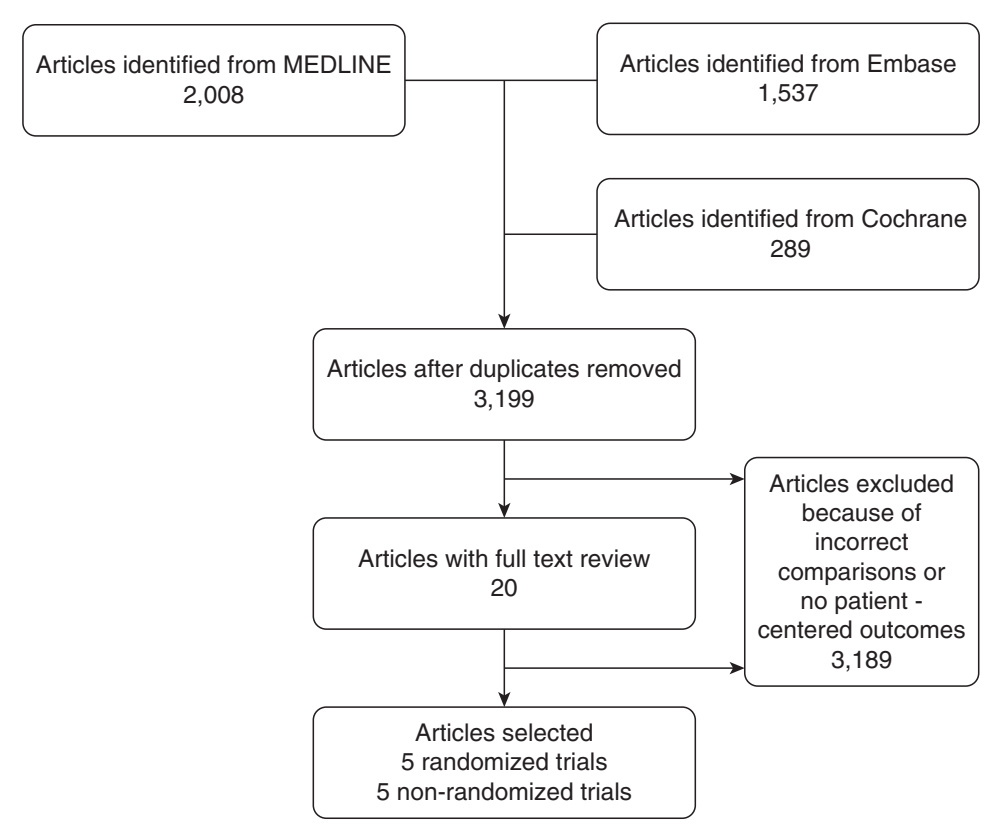 Articles identified from MEDLINE
2,008
Articles identified from Embase
1,537
Articles identified from Cochrane
289
Articles after duplicates removed
3,199
Articles excluded
because of
incorrect
comparisons or
no patient -
centered outcomes
3,189
Articles with full text review
20
Articles selected
5 randomized trials
5 non-randomized trials